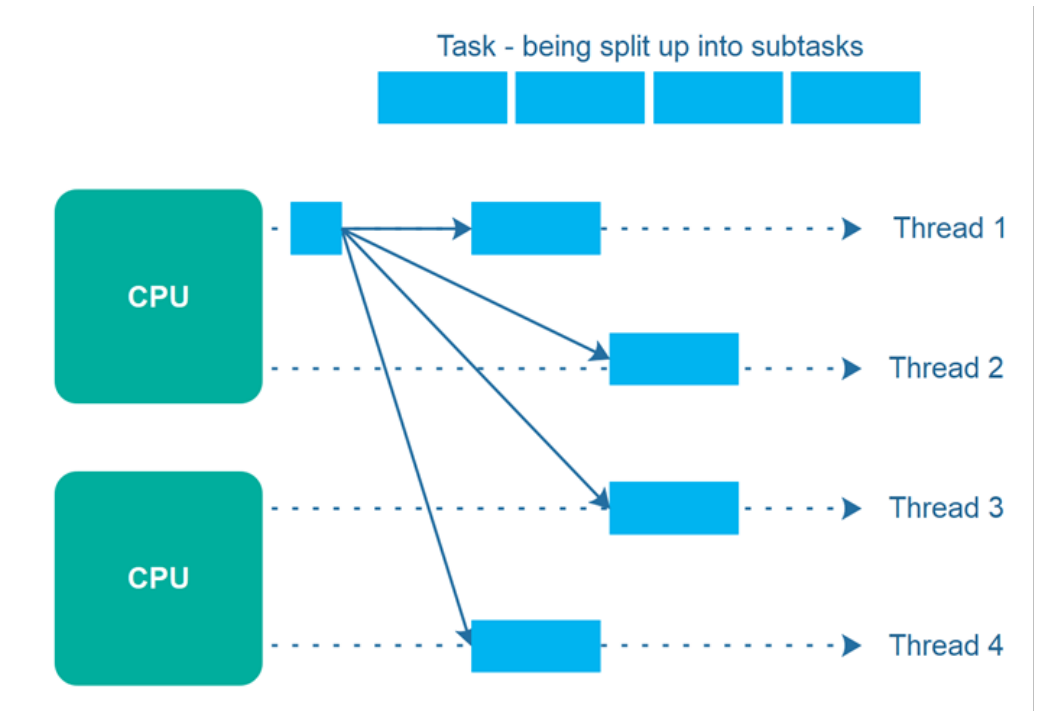 Task - being split up into subtasks
Thread 1
CPU
Thread 2
Thread 3
CPU
Thread 4